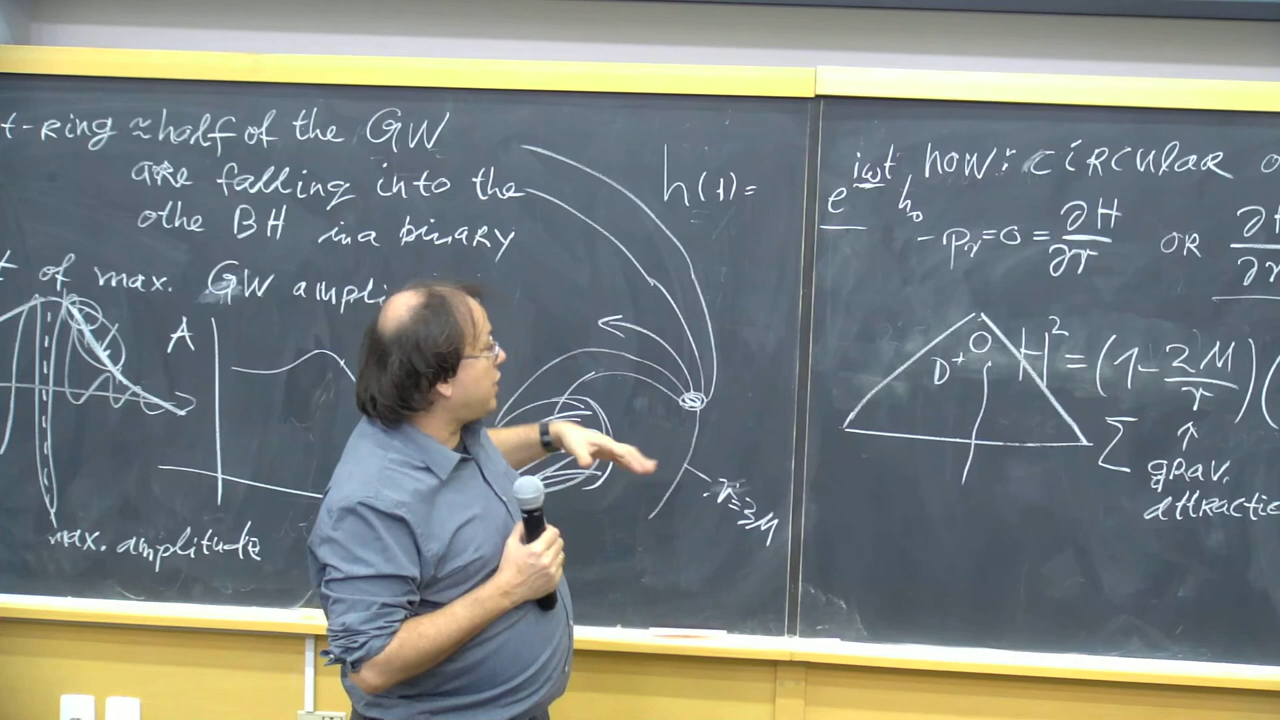 t-ring ≈ half of the GW
are falling into the
othe BH in a binary
t of max. GW ampli
A
max. amplitude
h(t)=
r=3M
e^{iωt} h₀
how: CIRCULAR O
-p_r=0=∂H/∂r OR ∂H/∂r
D⁺
H|²=(1-2M/r)(
Σ ↑
grav.
attractio